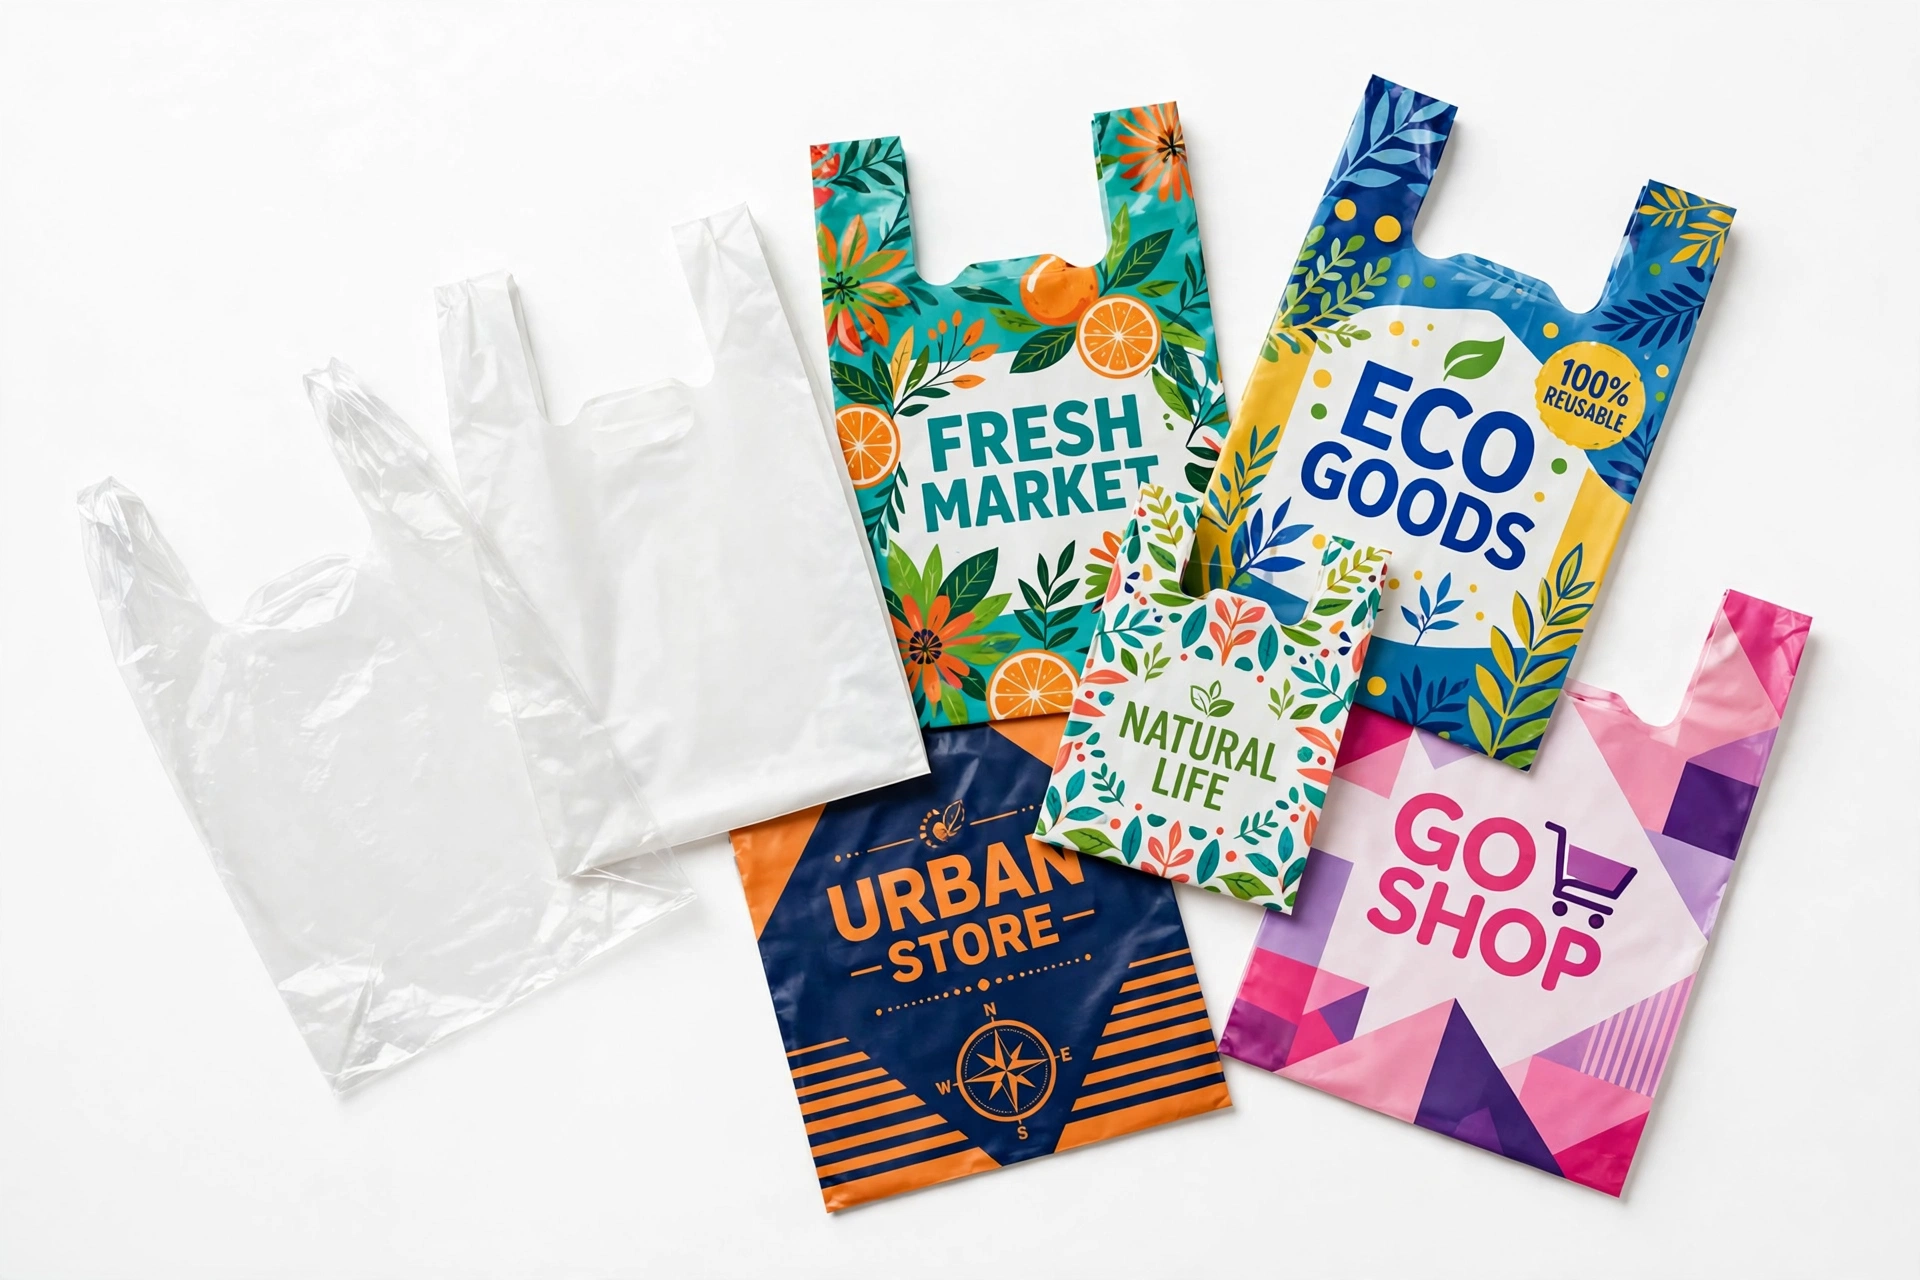 FRESH
MARKET
ECO
GOODS
100%
REUSABLE
NATURAL
LIFE
URBAN
STORE
N
W
E
S
GO
SHOP